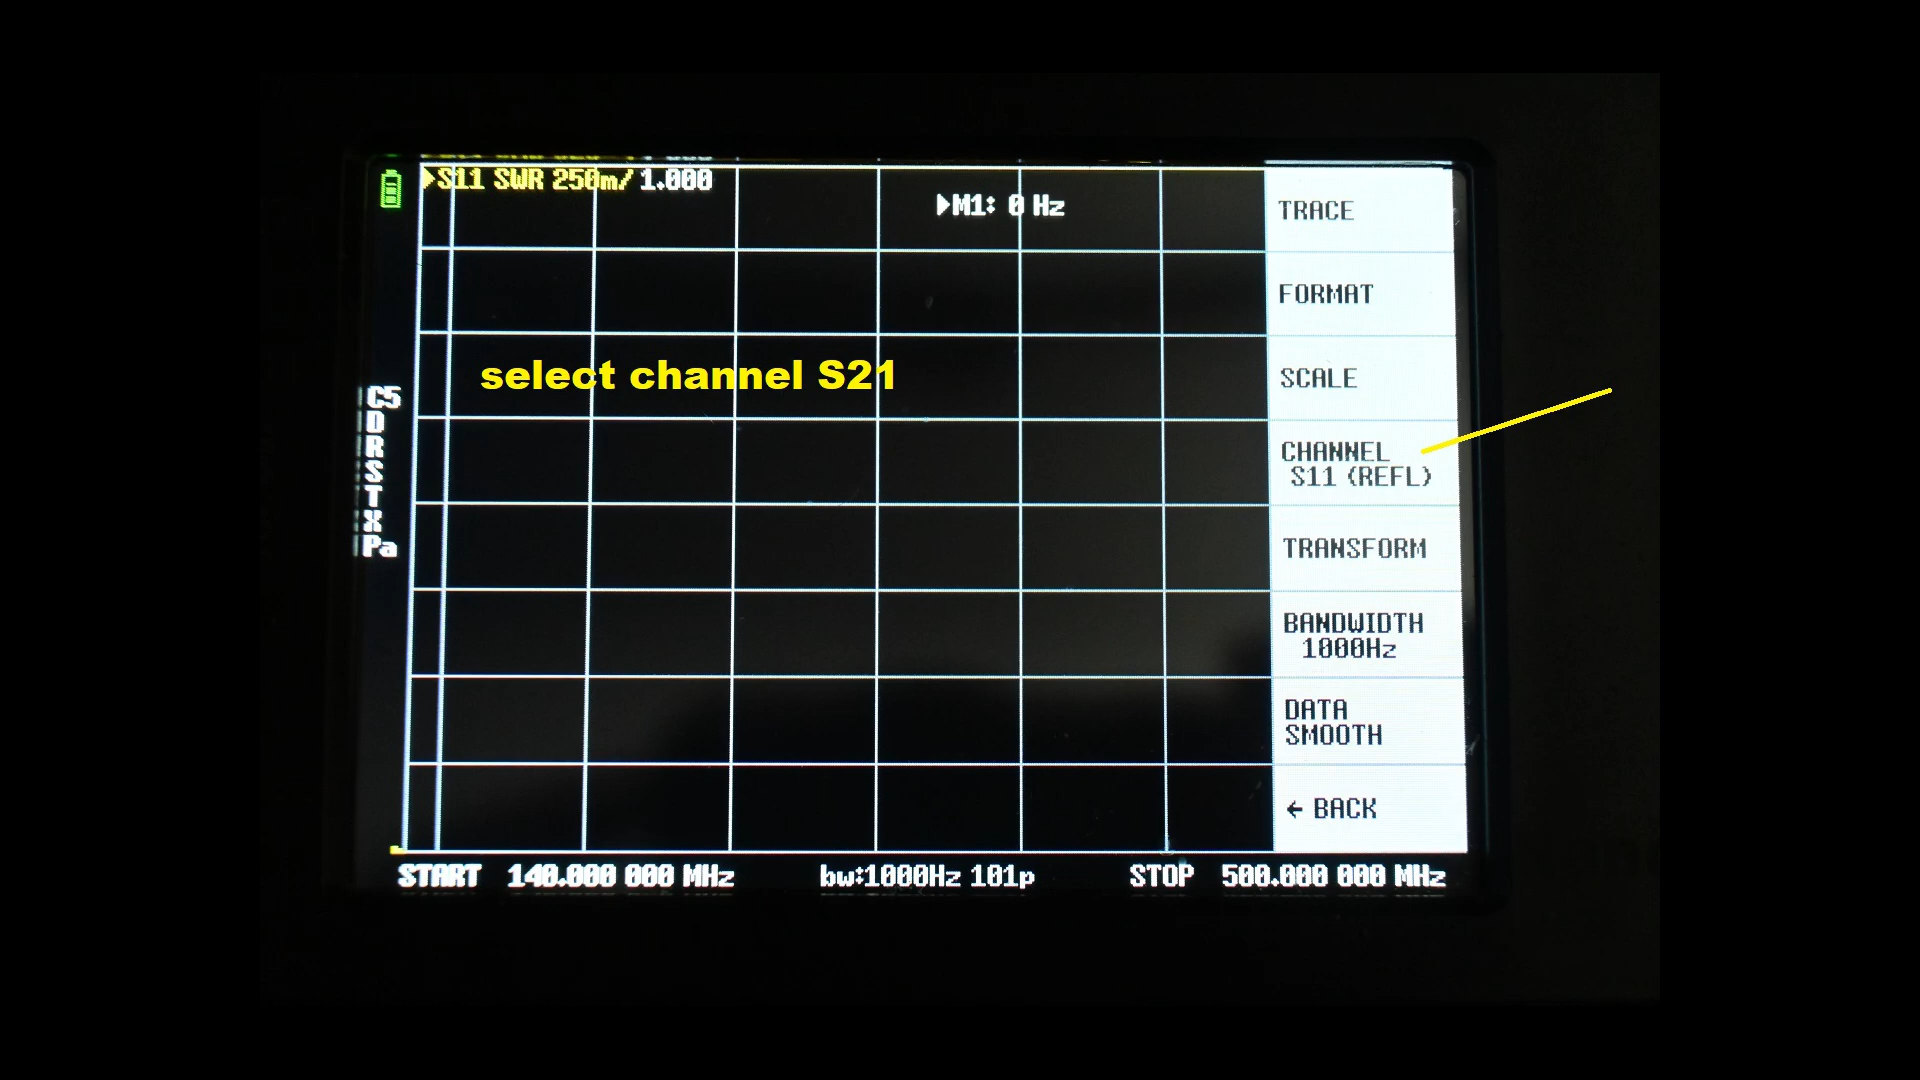 S11 SWR 250m/ 1.000
M1: 0 Hz
select channel S21
C5
D
R
S
T
X
Pa
TRACE
FORMAT
SCALE
CHANNEL
S11 (REFL)
TRANSFORM
BANDWIDTH
1000Hz
DATA
SMOOTH
← BACK
START 140.000 000 MHz
bw:1000Hz 101p
STOP 500.000 000 MHz